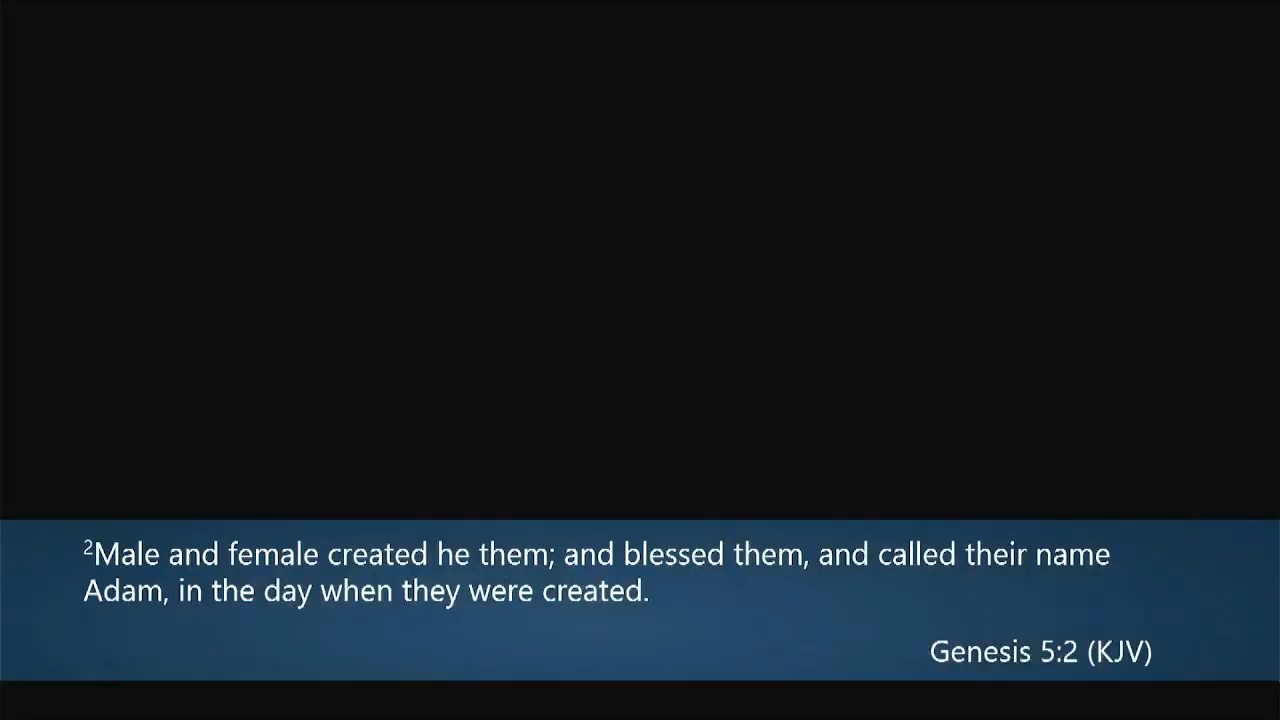 ²Male and female created he them; and blessed them, and called their name
Adam, in the day when they were created.
Genesis 5:2 (KJV)